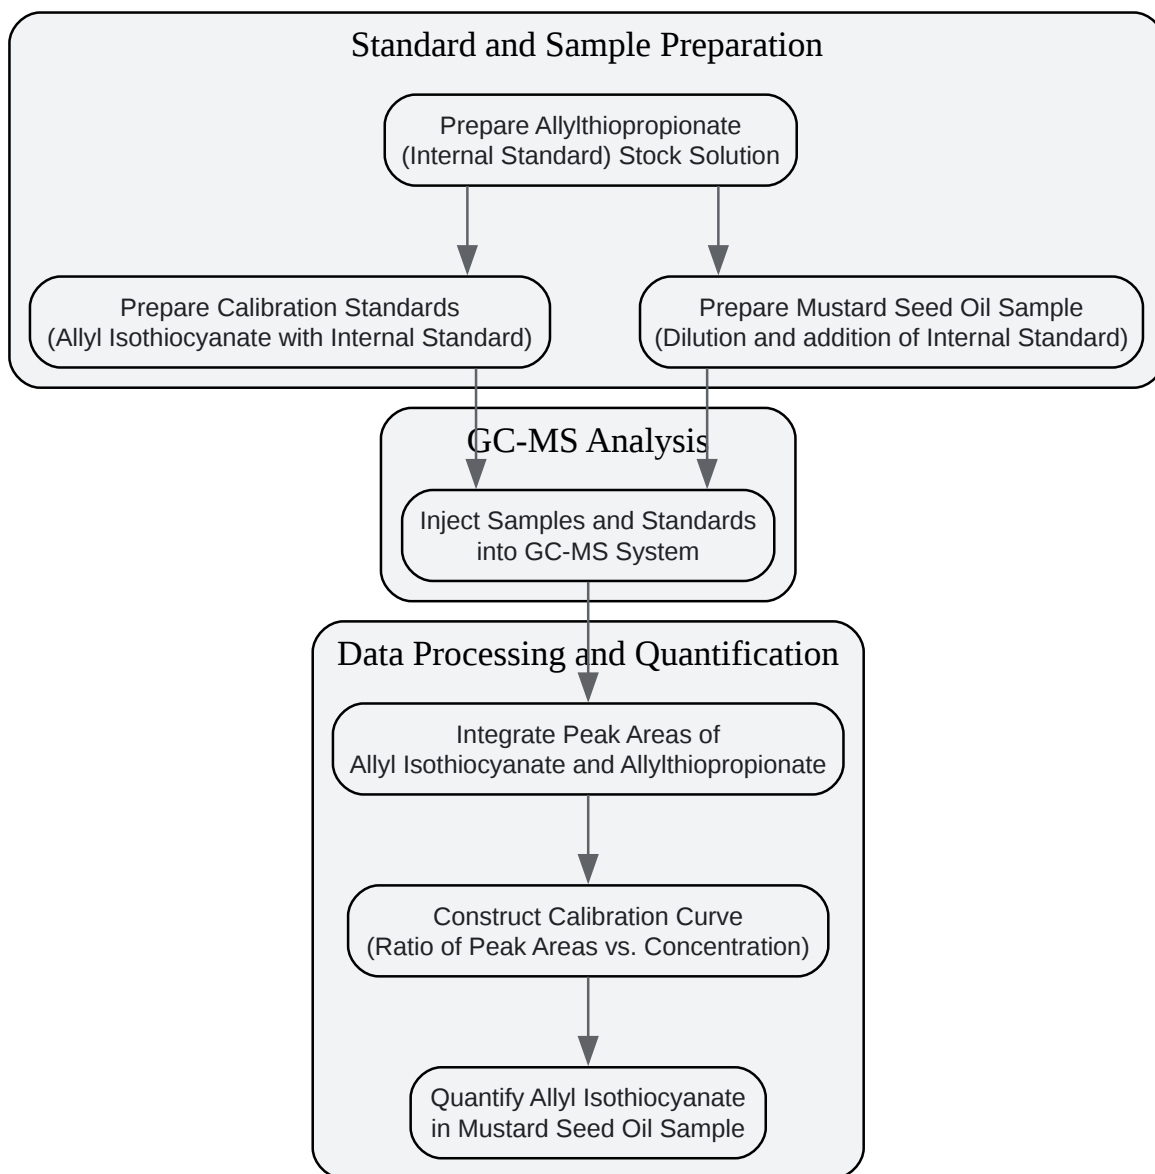 Standard and Sample Preparation
Prepare Allylthiopropionate
(Internal Standard) Stock Solution
Prepare Calibration Standards
(Allyl Isothiocyanate with Internal Standard)
Prepare Mustard Seed Oil Sample
(Dilution and addition of Internal Standard)
GC-MS Analysis
Inject Samples and Standards
into GC-MS System
Data Processing and Quantification
Integrate Peak Areas of
Allyl Isothiocyanate and Allylthiopropionate
Construct Calibration Curve
(Ratio of Peak Areas vs. Concentration)
Quantify Allyl Isothiocyanate
in Mustard Seed Oil Sample